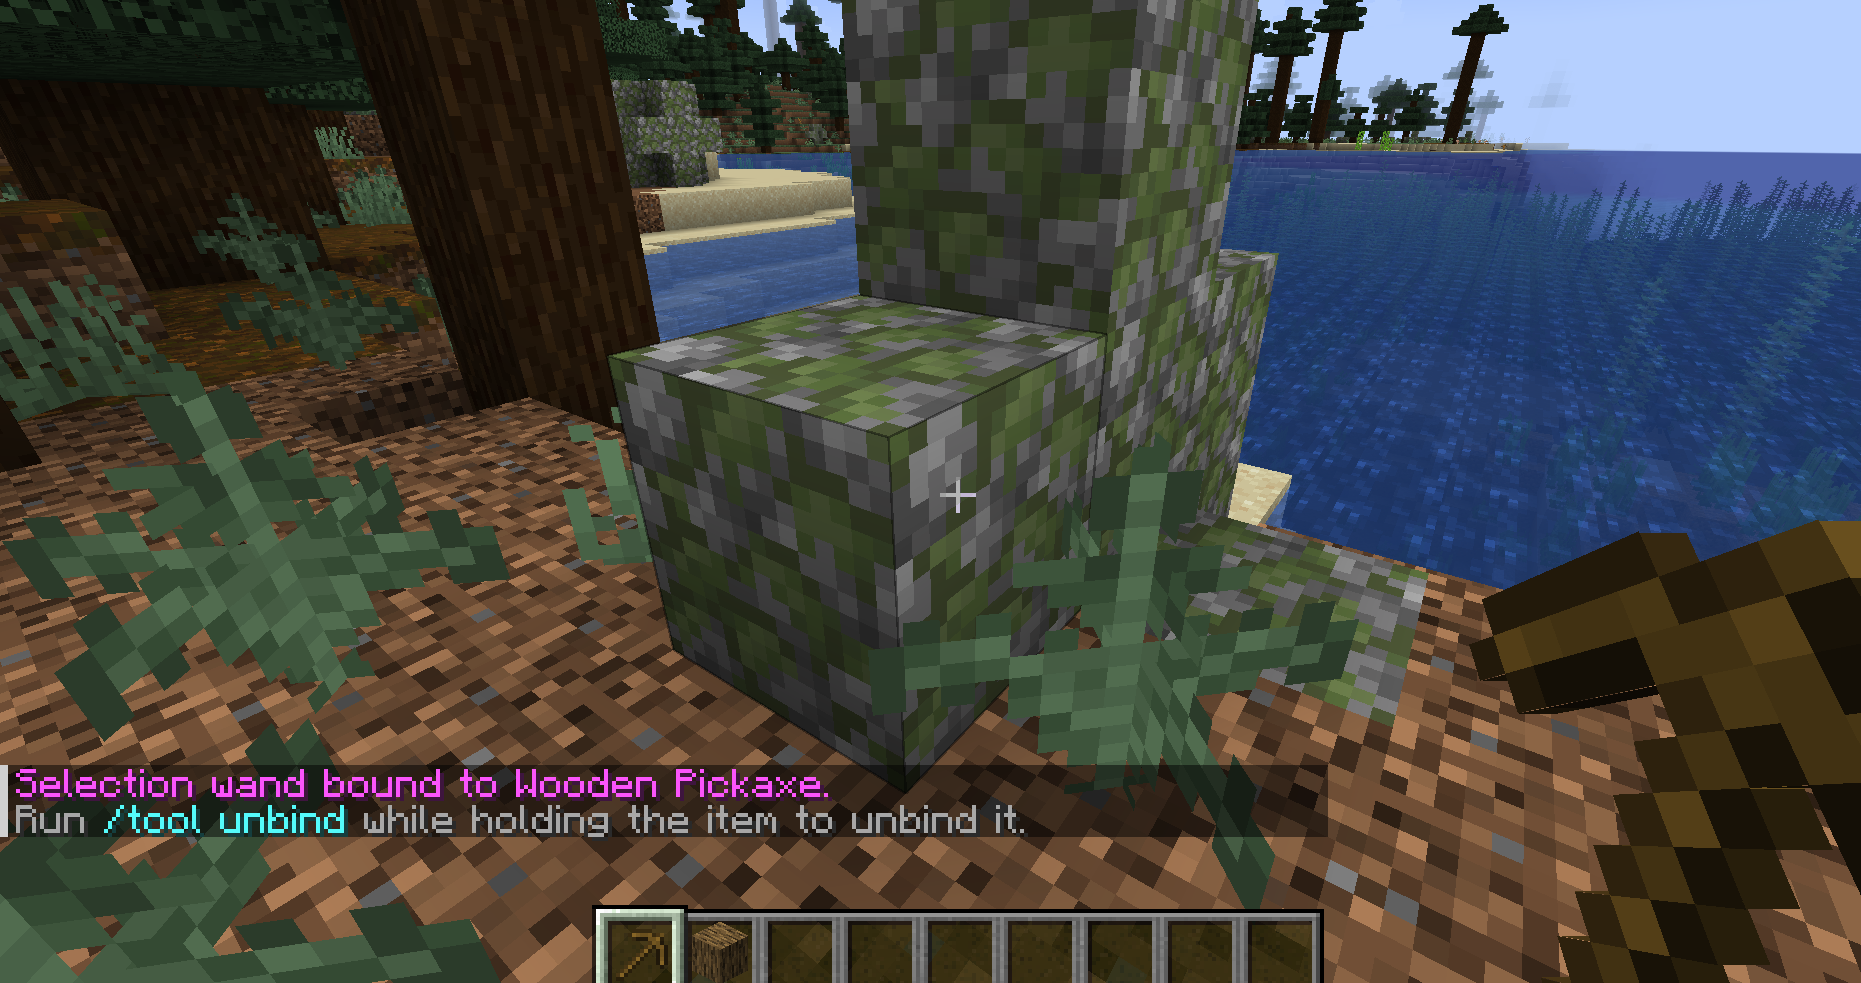 Selection wand bound to Wooden Pickaxe.
Run /tool unbind while holding the item to unbind it.